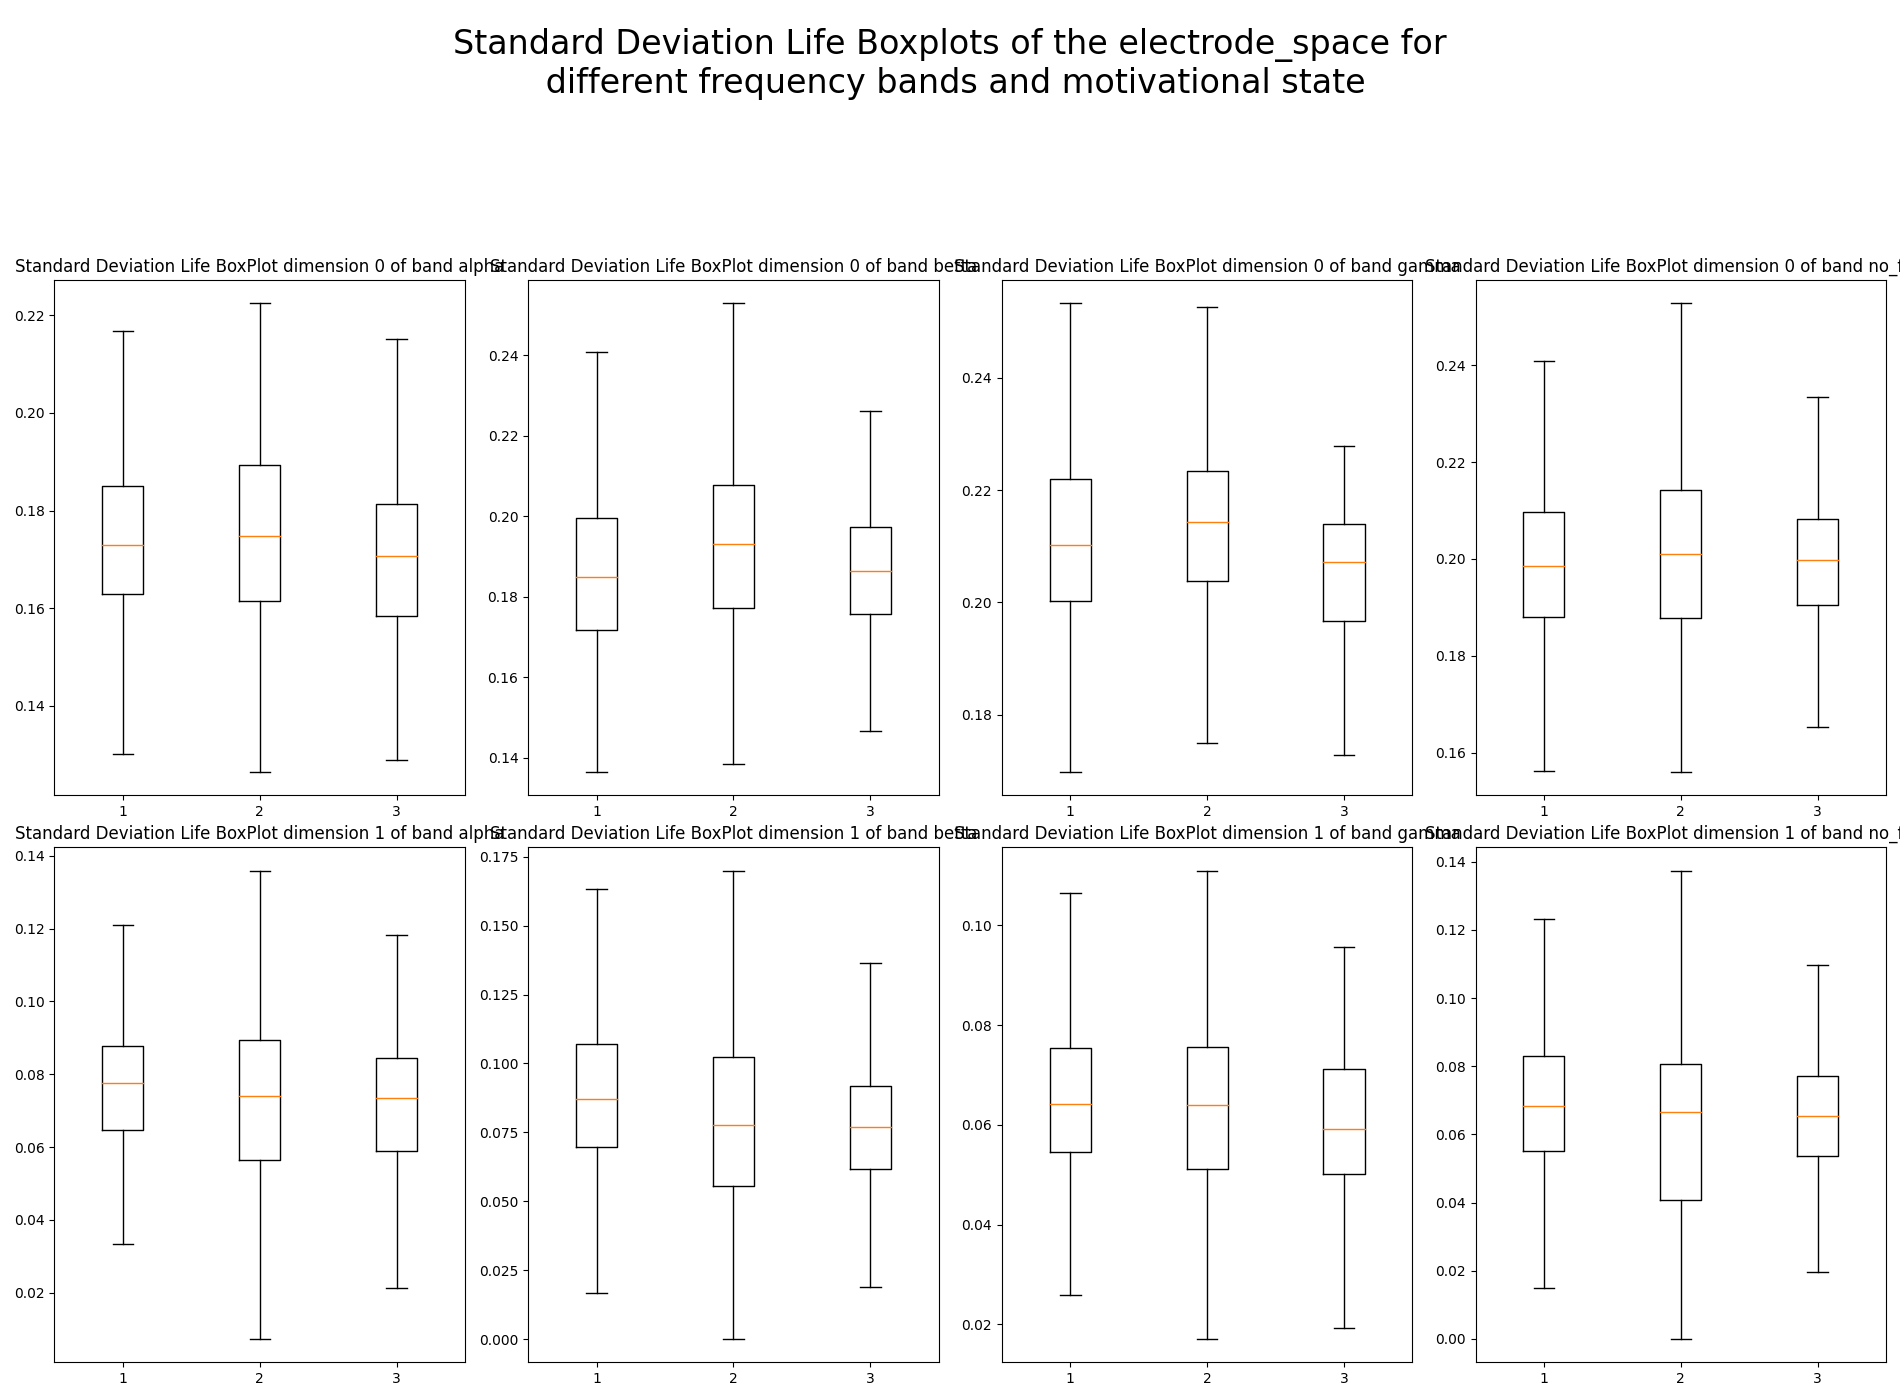 Standard Deviation Life Boxplots of the electrode_space for
different frequency bands and motivational state
Standard Deviation Life BoxPlot dimension 0 of band alpha
Standard Deviation Life BoxPlot dimension 0 of band beta
Standard Deviation Life BoxPlot dimension 0 of band gamma
Standard Deviation Life BoxPlot dimension 0 of band no_f
0.22
0.20
0.18
0.16
0.14
1 2 3
0.24
0.22
0.20
0.18
0.16
0.14
1 2 3
0.24
0.22
0.20
0.18
1 2 3
0.24
0.22
0.20
0.18
0.16
1 2 3
Standard Deviation Life BoxPlot dimension 1 of band alpha
Standard Deviation Life BoxPlot dimension 1 of band beta
Standard Deviation Life BoxPlot dimension 1 of band gamma
Standard Deviation Life BoxPlot dimension 1 of band no_f
0.14
0.12
0.10
0.08
0.06
0.04
0.02
1 2 3
0.175
0.150
0.125
0.100
0.075
0.050
0.025
0.000
1 2 3
0.10
0.08
0.06
0.04
0.02
1 2 3
0.14
0.12
0.10
0.08
0.06
0.04
0.02
0.00
1 2 3